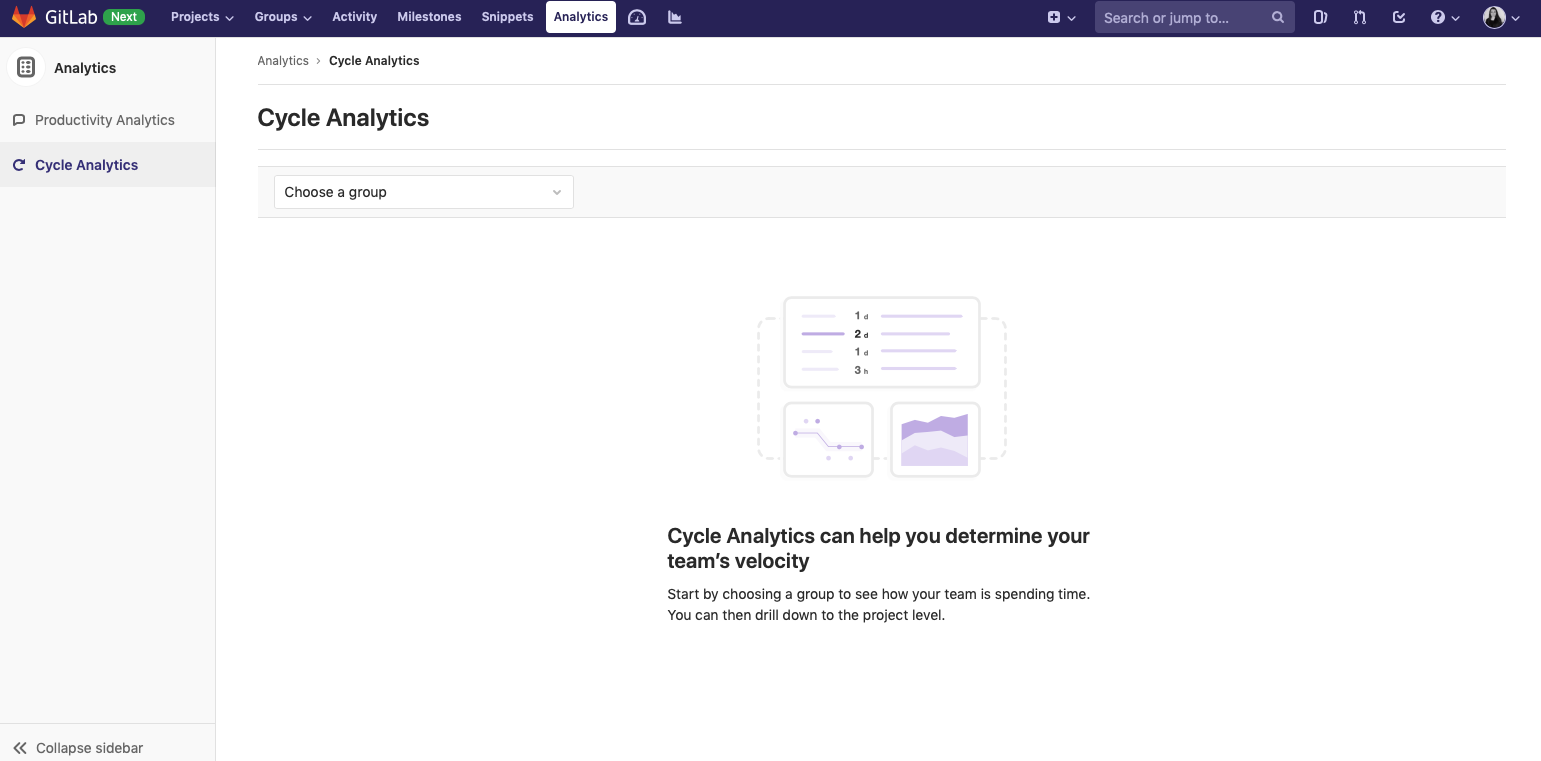 GitLab Next Projects Groups Activity Milestones Snippets Analytics Search or jump to...
Analytics
Productivity Analytics
Cycle Analytics
Collapse sidebar
Analytics › Cycle Analytics
Cycle Analytics
Choose a group
1 d
2 d
1 d
3 h
Cycle Analytics can help you determine your
team’s velocity
Start by choosing a group to see how your team is spending time.
You can then drill down to the project level.